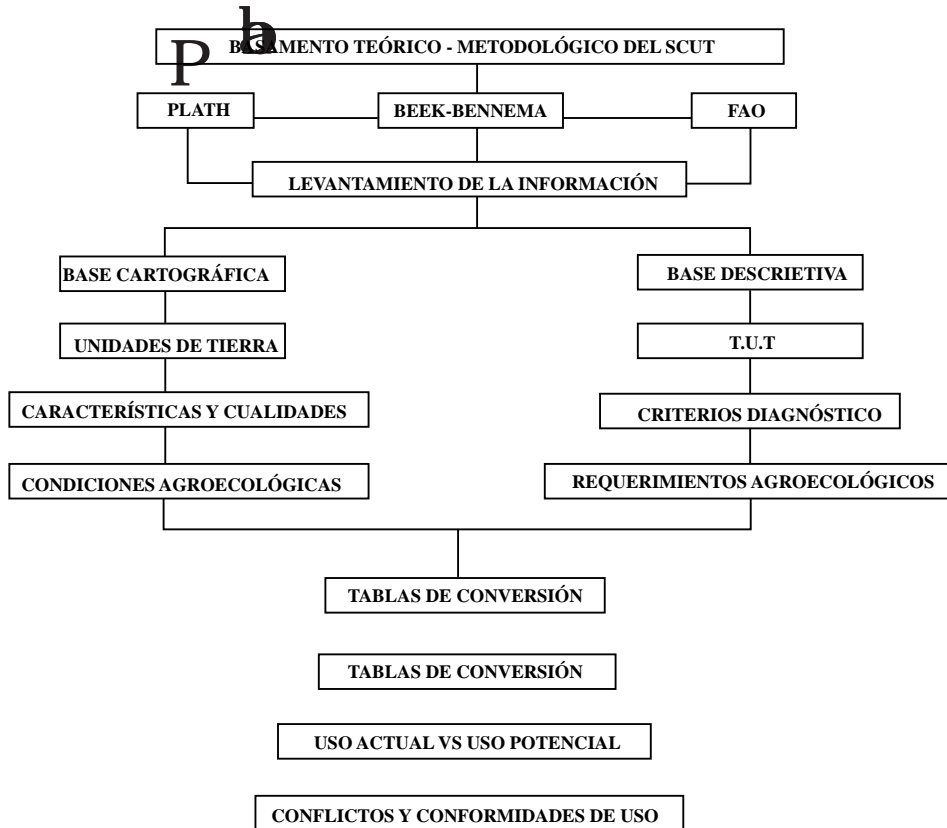 P
b
a
BASAMENTO TEÓRICO - METODOLÓGICO DEL SCUT
PLATH
BEEK-BENNEMA
FAO
LEVANTAMIENTO DE LA INFORMACIÓN
BASE CARTOGRÁFICA
BASE DESCRIETIVA
UNIDADES DE TIERRA
T.U.T
CARACTERÍSTICAS Y CUALIDADES
CRITERIOS DIAGNÓSTICO
CONDICIONES AGROECOLÓGICAS
REQUERIMIENTOS AGROECOLÓGICOS
TABLAS DE CONVERSIÓN
TABLAS DE CONVERSIÓN
USO ACTUAL VS USO POTENCIAL
CONFLICTOS Y CONFORMIDADES DE USO